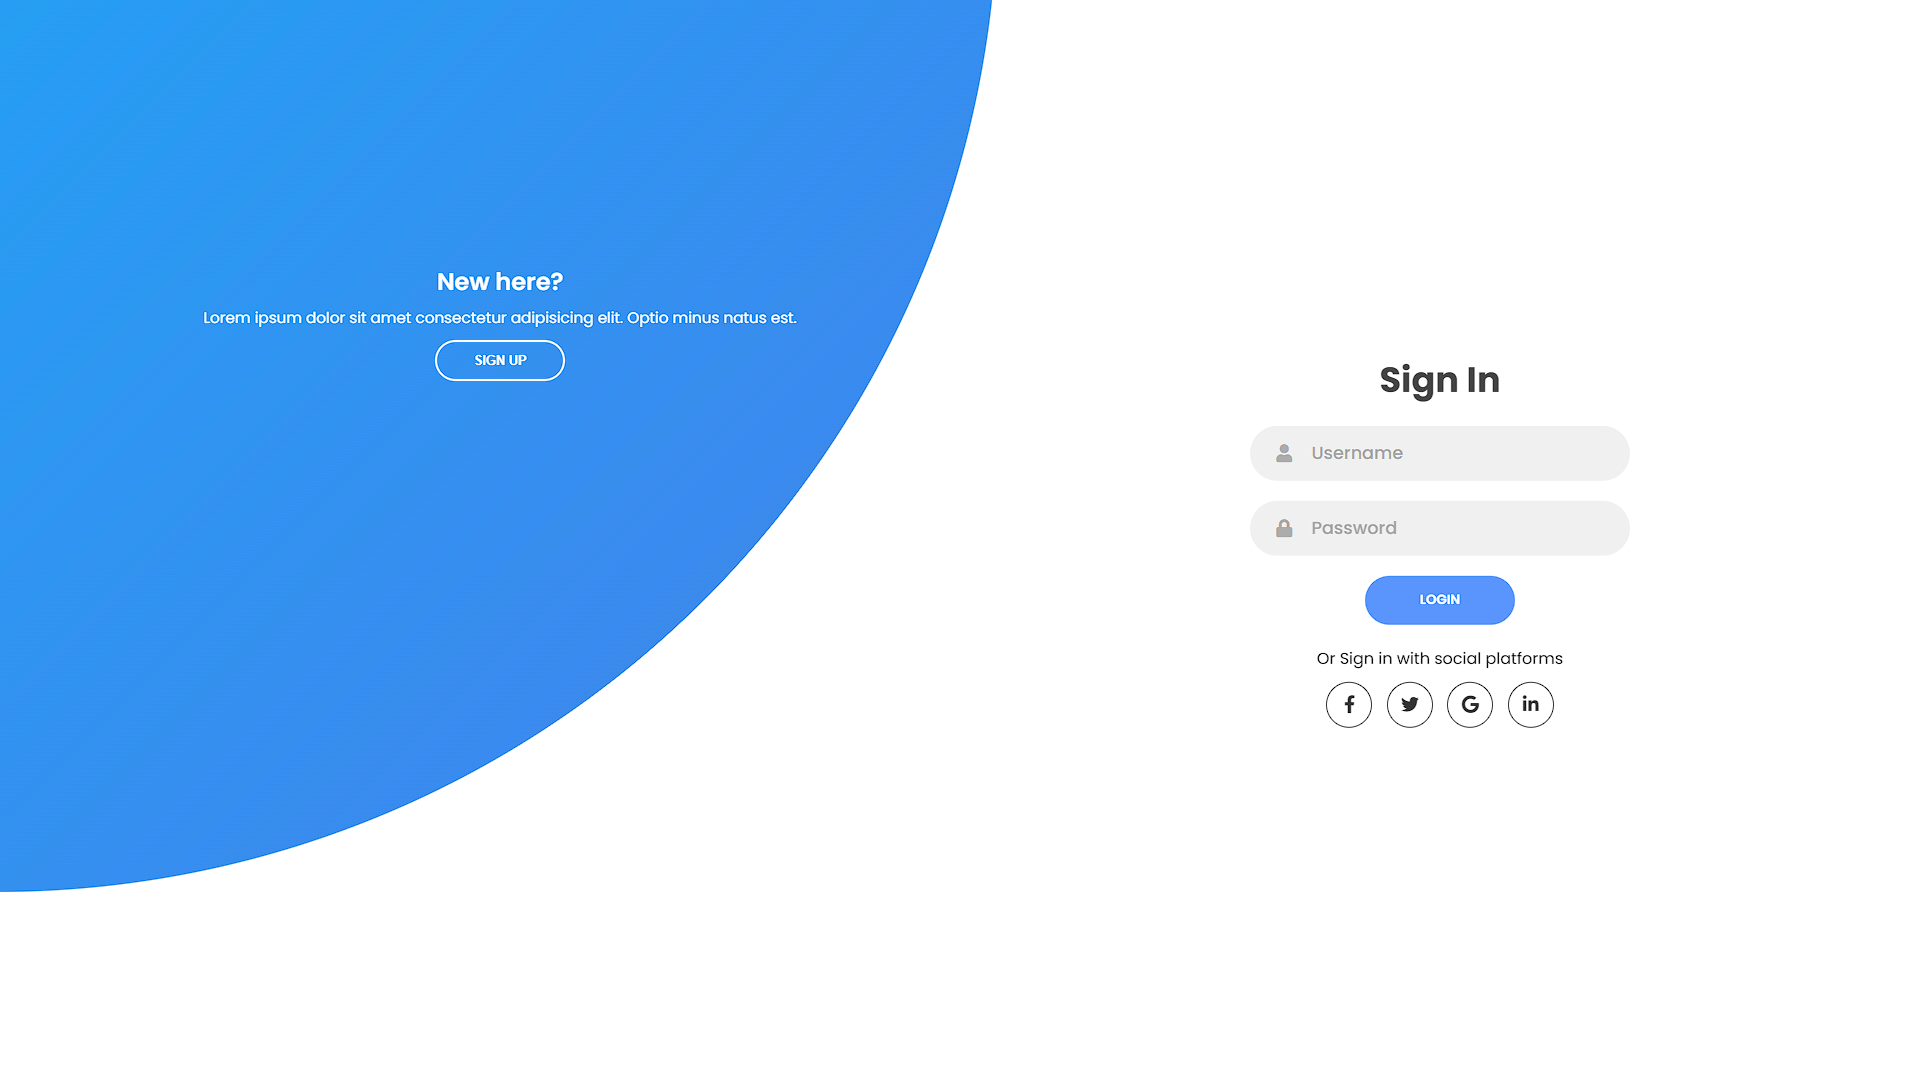 New here?
Lorem ipsum dolor sit amet consectetur adipisicing elit. Optio minus natus est.
SIGN UP
Sign In
Username
Password
LOGIN
Or Sign in with social platforms